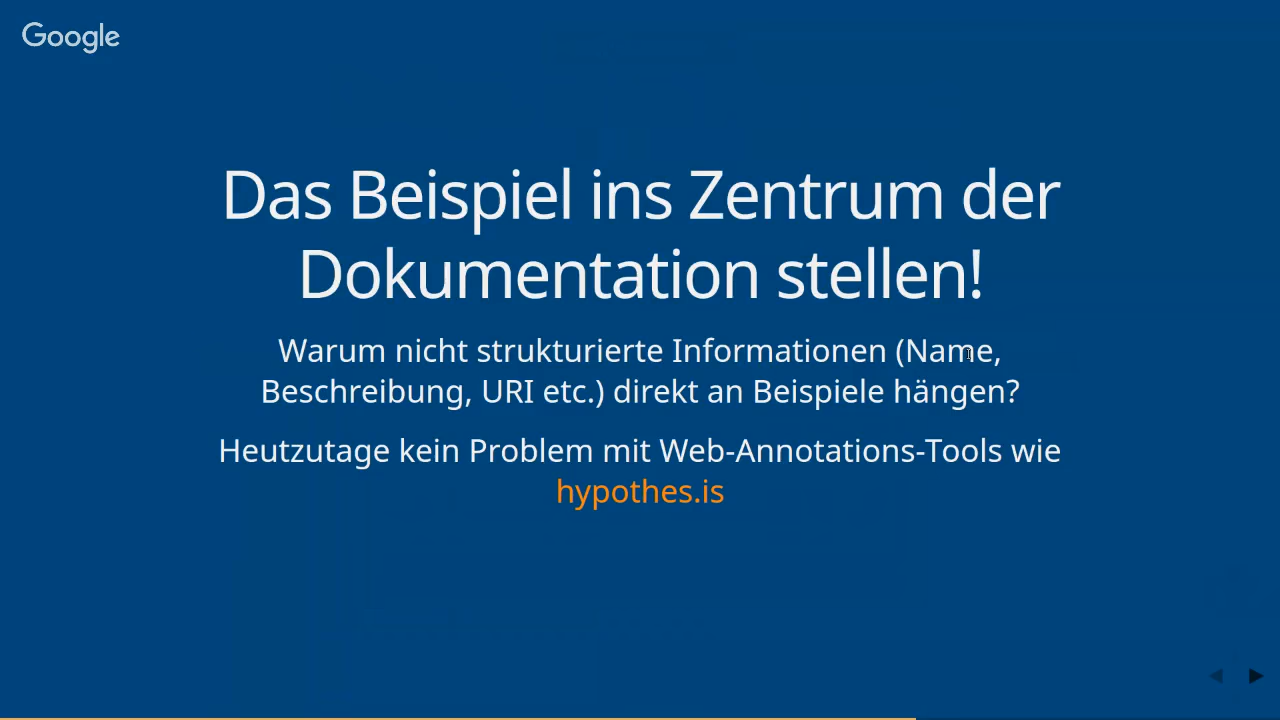 Google
Das Beispiel ins Zentrum der
Dokumentation stellen!
Warum nicht strukturierte Informationen (Name,
Beschreibung, URI etc.) direkt an Beispiele hängen?
Heutzutage kein Problem mit Web-Annotations-Tools wie
hypothes.is